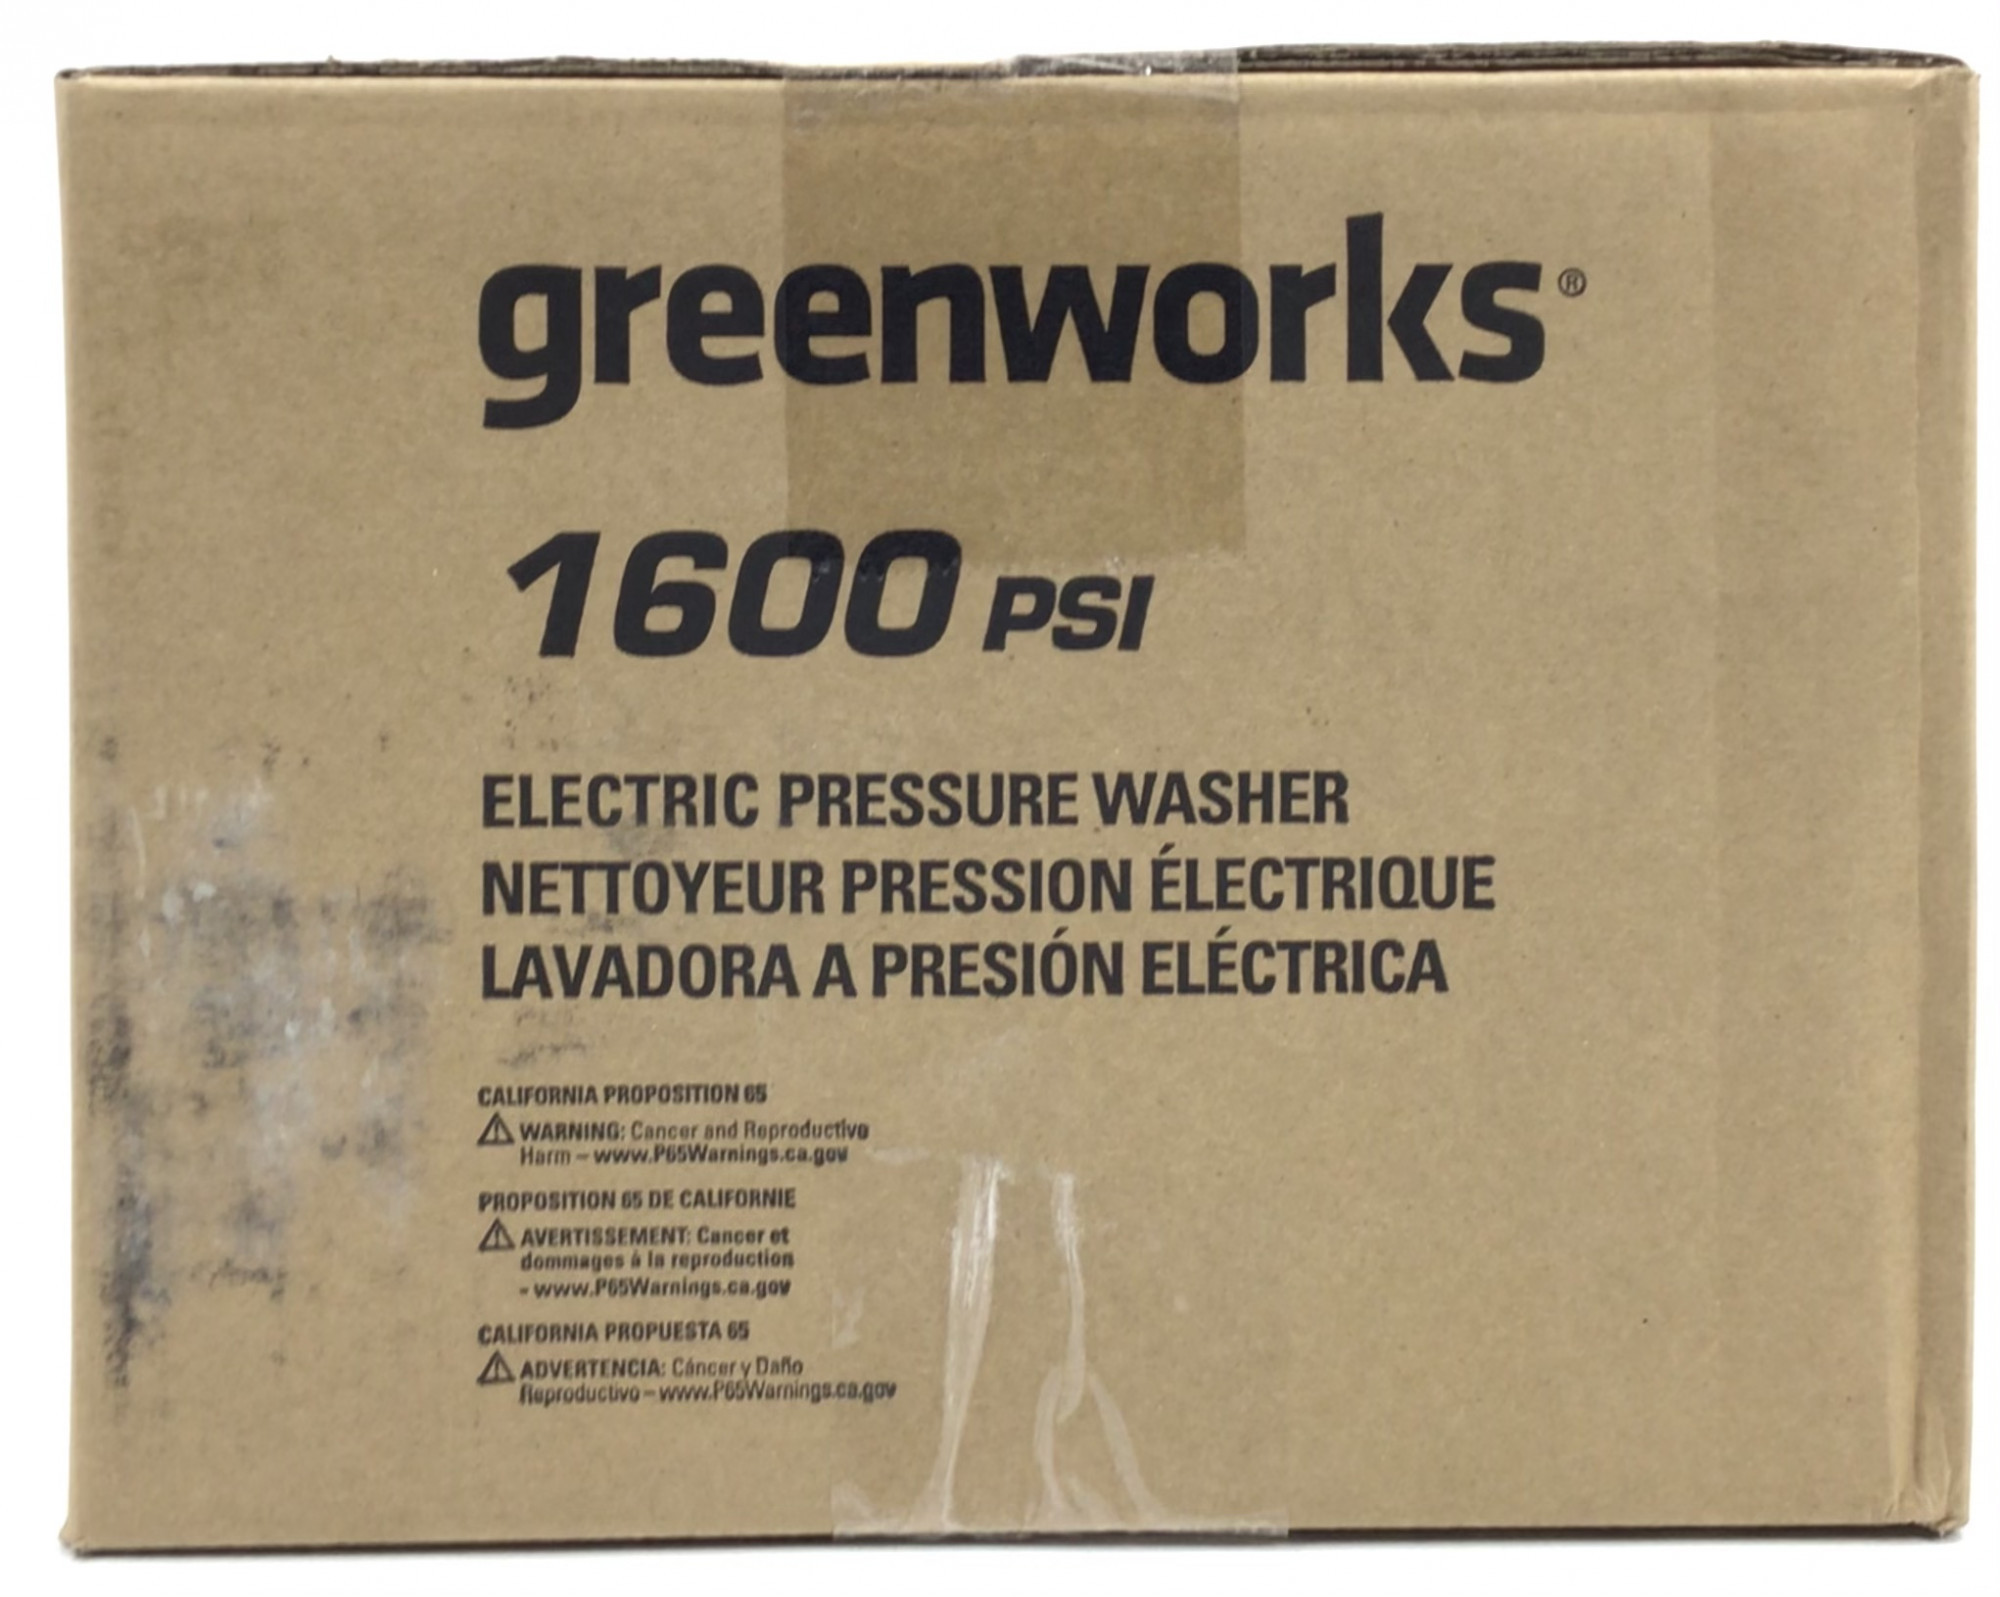 greenworks®
1600 PSI
ELECTRIC PRESSURE WASHER
NETTOYEUR PRESSION ÉLECTRIQUE
LAVADORA A PRESIÓN ELÉCTRICA
CALIFORNIA PROPOSITION 65
WARNING: Cancer and Reproductive
Harm – www.P65Warnings.ca.gov
PROPOSITION 65 DE CALIFORNIE
AVERTISSEMENT: Cancer et
dommages à la reproduction
- www.P65Warnings.ca.gov
CALIFORNIA PROPUESTA 65
ADVERTENCIA: Cáncer y Daño
Reproductivo – www.P65Warnings.ca.gov